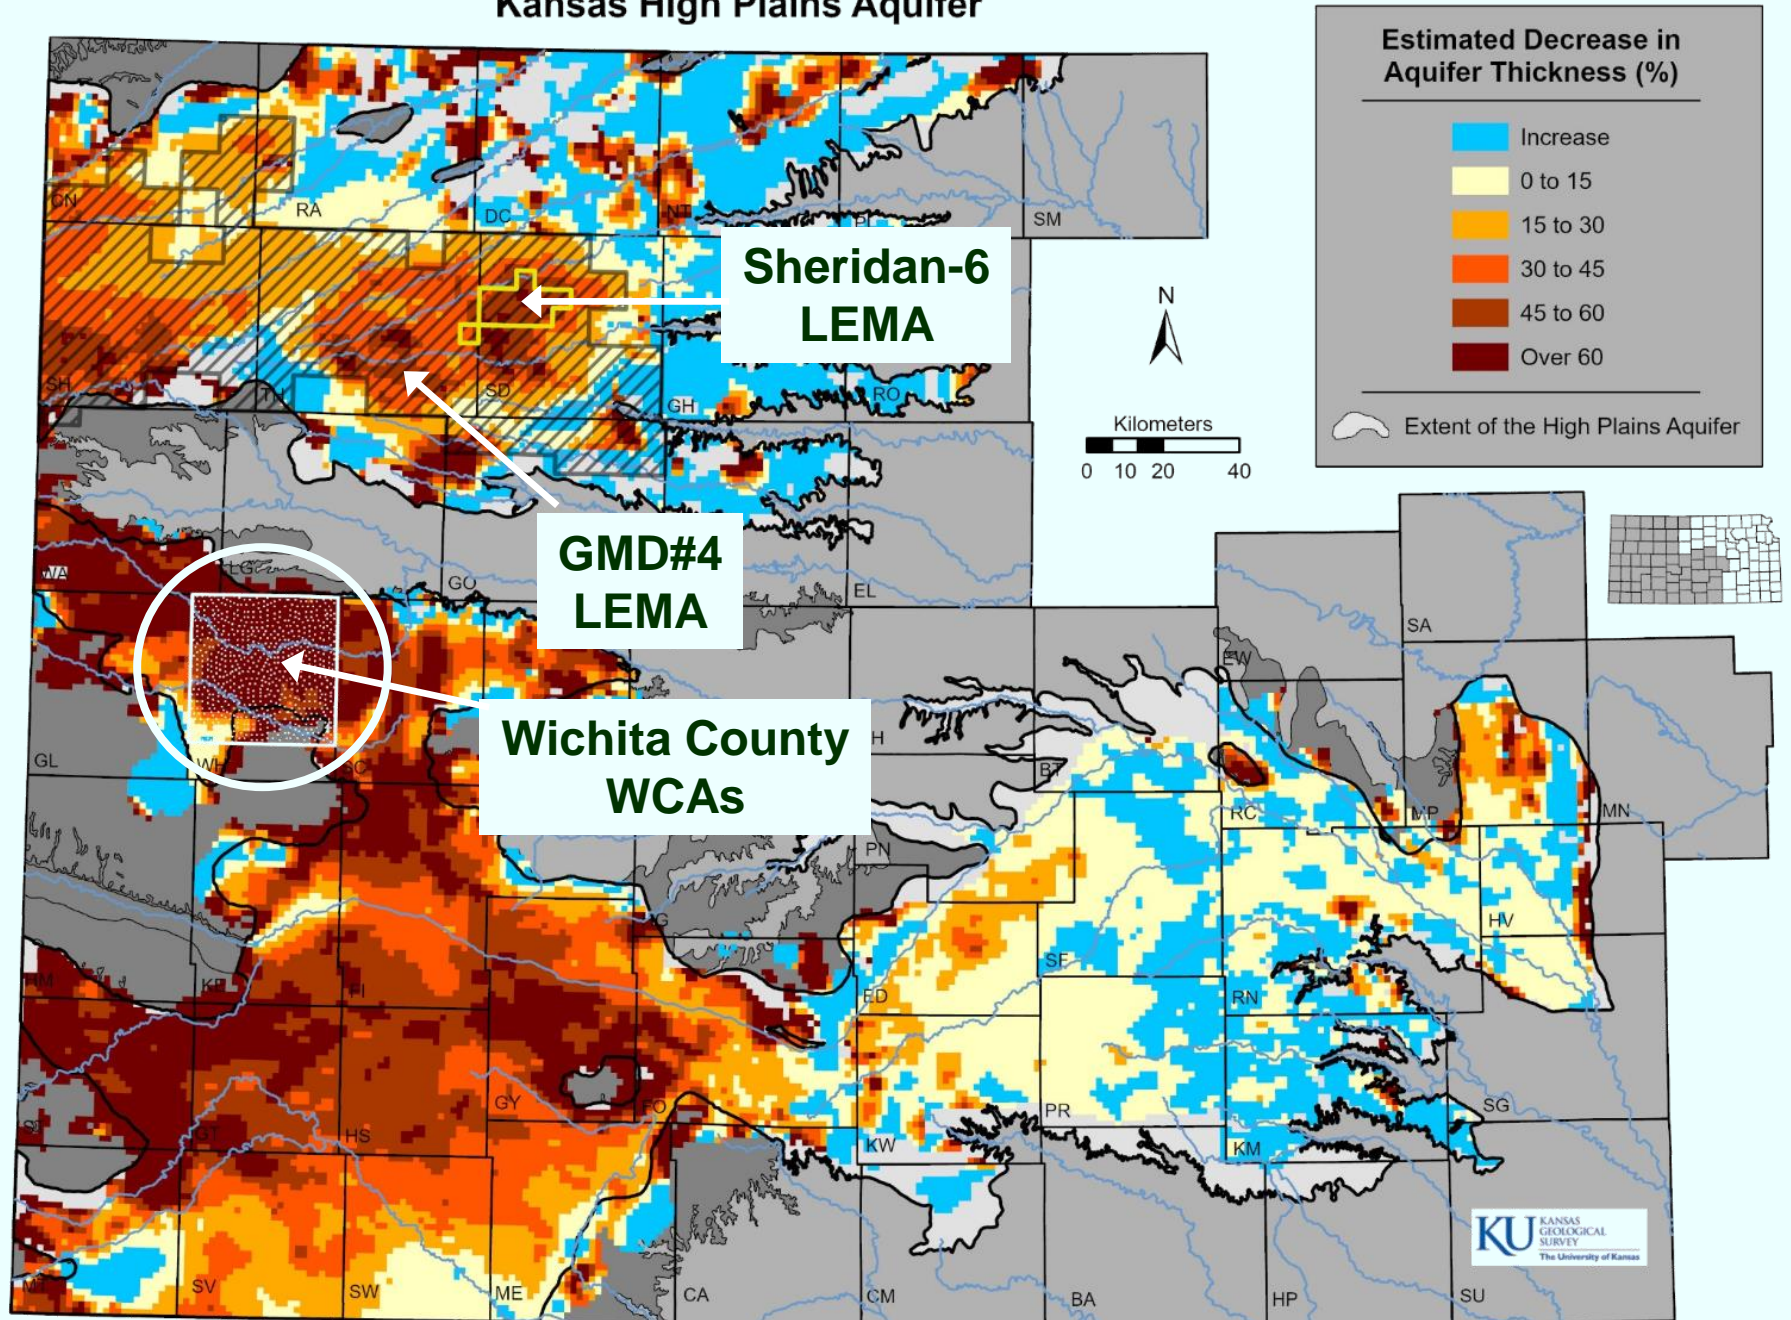 Kansas High Plains Aquifer
Estimated Decrease in
Aquifer Thickness (%)
Increase
0 to 15
15 to 30
30 to 45
45 to 60
Over 60
Extent of the High Plains Aquifer
N
Kilometers
0 10 20 40
Sheridan-6
LEMA
GMD#4
LEMA
Wichita County
WCAs
CN
RA
DC
NT
SM
SH
TH
SD
GH
RO
WA
LG
GO
EL
SA
EW
GL
WH
SC
H
BT
RC
MP
MN
PN
HV
HM
KE
FI
SF
ED
RN
GT
HS
GY
FO
PR
KW
KM
SG
SV
SW
ME
CA
CM
BA
HP
SU
KU
KANSAS
GEOLOGICAL
SURVEY
The University of Kansas